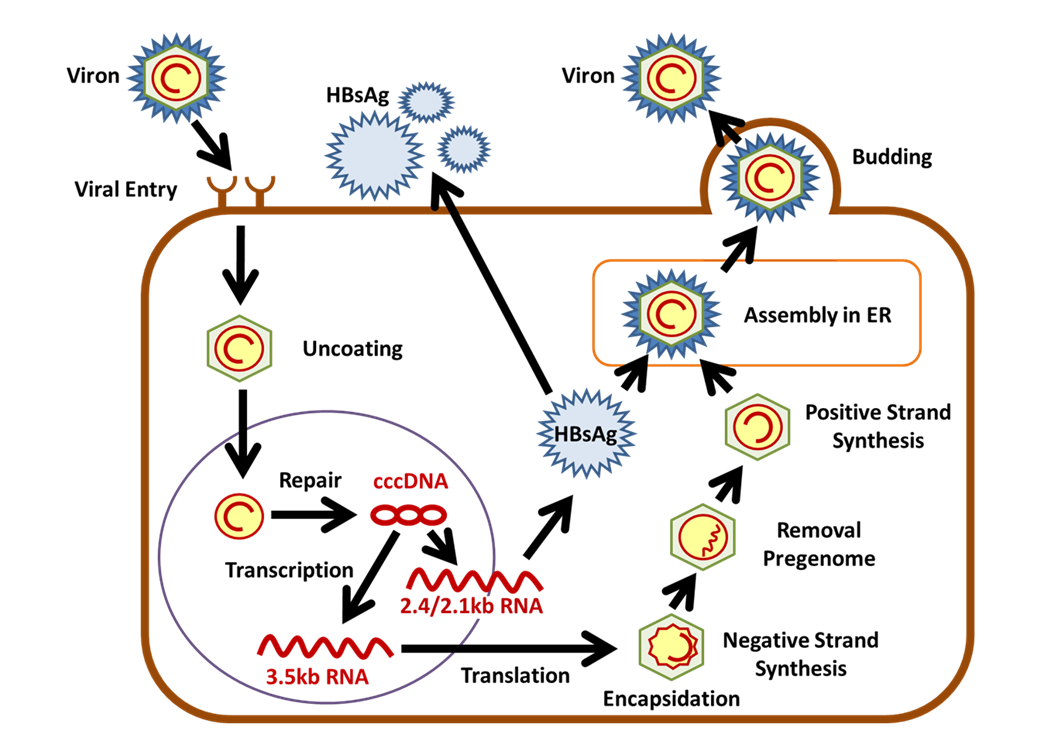 Viron
Viral Entry
HBsAg
Viron
Budding
Uncoating
Assembly in ER
HBsAg
Positive Strand
Synthesis
Repair
cccDNA
Transcription
2.4/2.1kb RNA
3.5kb RNA
Translation
Removal
Pregenome
Negative Strand
Synthesis
Encapsidation